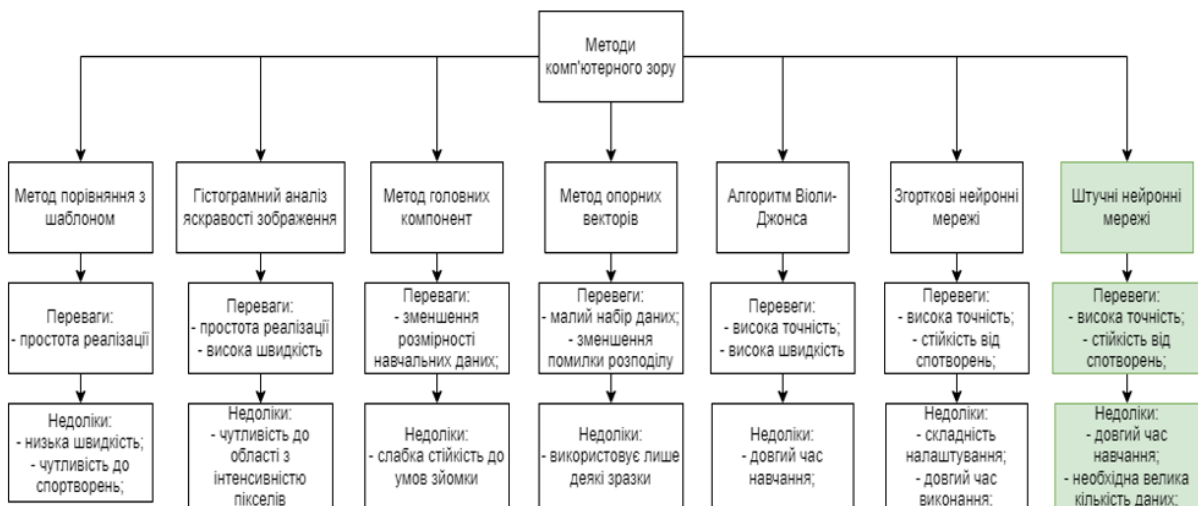 Методи
комп'ютерного зору
Метод порівняння з
шаблоном
Гістограмний аналіз
яскравості зображення
Метод головних
компонент
Метод опорних
векторів
Алгоритм Віоли-
Джонса
Згорткові нейронні
мережі
Штучні нейронні
мережі
Переваги:
- простота реалізації
Переваги:
- простота реалізації
- висока швидкість
Переваги:
- зменшення
розмірності
навчальних даних;
Перевеги:
- малий набір даних;
- зменшення
помилки розподілу
Перевеги:
- висока точність;
- висока швидкість
Перевеги:
- висока точність;
- стійкість від
спотворень;
Перевеги:
- висока точність;
- стійкість від
спотворень;
Недоліки:
- низька швидкість;
- чутливість до
спортворень;
Недоліки:
- чутливість до
області з
інтенсивністю
пікселів
Недоліки:
- слабка стійкість до
умов зйомки
Недоліки:
- використовує лише
деякі зразки
Недоліки:
- довгий час
навчання;
Недоліки:
- складність
налаштування;
- довгий час
виконання;
Недоліки:
- довгий час
навчання;
- необхідна велика
кількість даних;